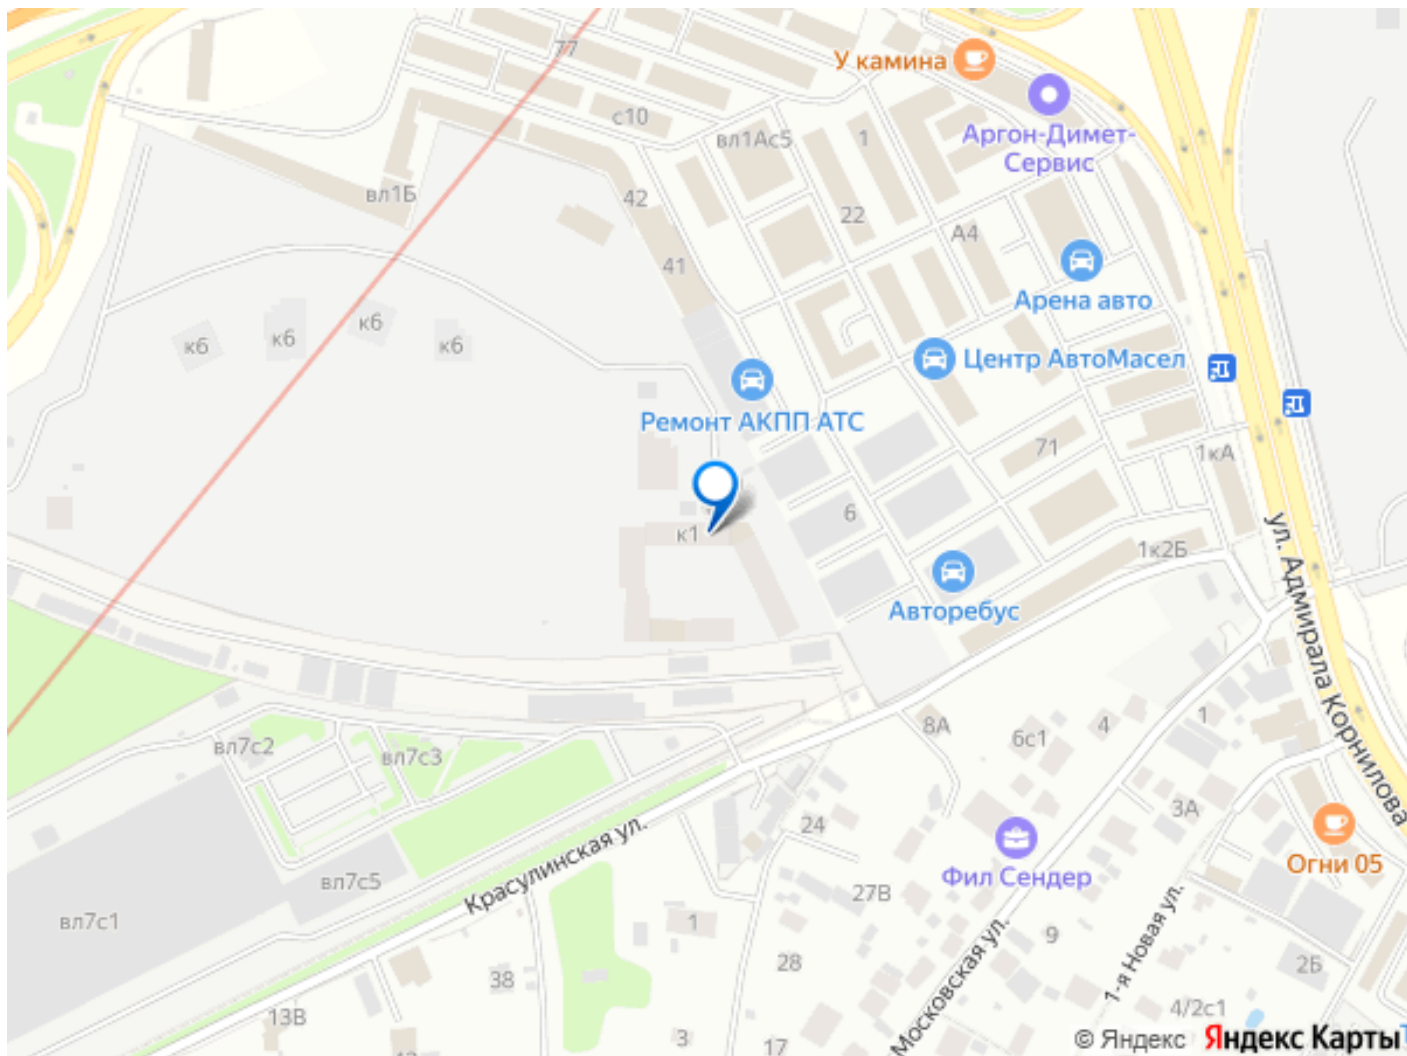 77
У камина
с10
вл1Ас5
1
Аргон-Димет-
Сервис
вл1Б
42
22
А4
41
Арена авто
к6
к6
к6
к6
Центр АвтоМасел
Ремонт АКПП АТС
71
1кА
6
к1
1к2Б
ул. Адмирала Корнилова
Авторебус
8А
6с1
4
1
вл7с2
вл7с3
3А
24
Огни 05
Красулинская ул.
Фил Сендер
вл7с5
27В
вл7с1
1
9
Московская ул.
1-я Новая ул.
28
38
2Б
13В
4/2с1
3
17
© Яндекс Яндекс Карты